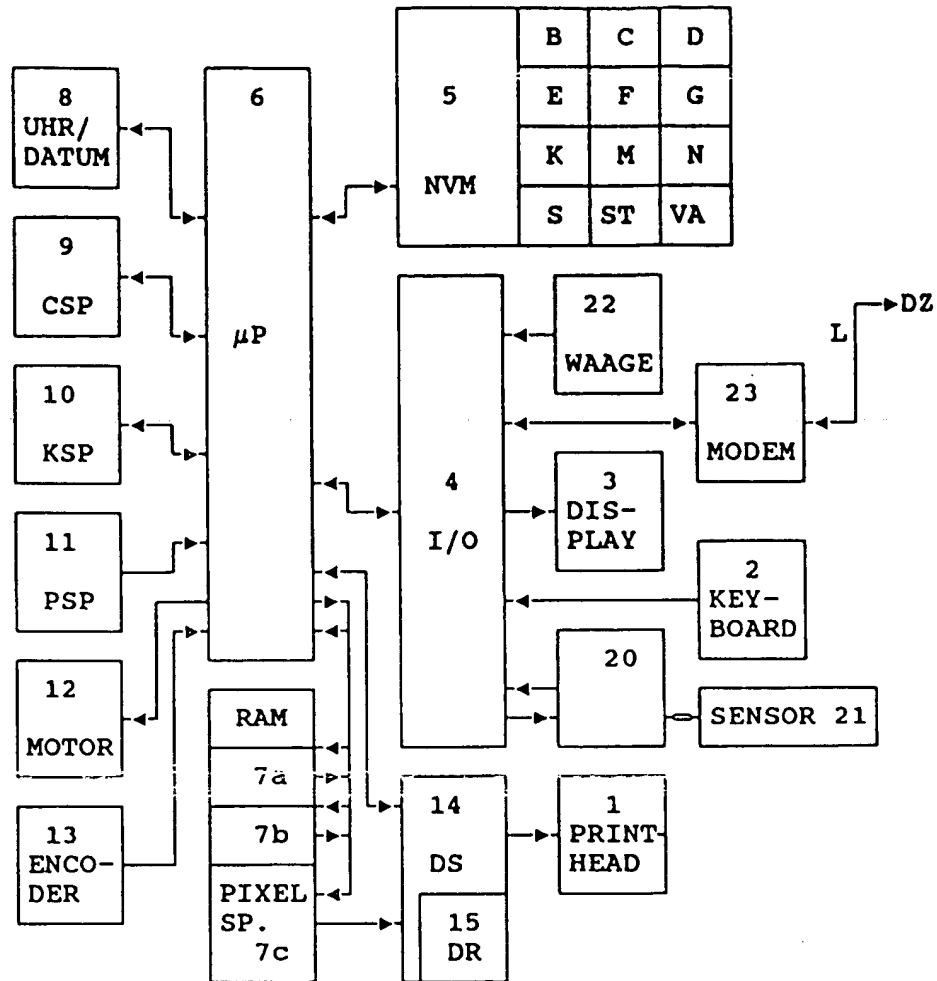 8
UHR/
DATUM
9
CSP
10
KSP
11
PSP
12
MOTOR
13
ENCO-
DER
6
μP
RAM
7a
7b
PIXEL
SP.
7c
5
NVM
B C D
E F G
K M N
S ST VA
4
I/O
22
WAAGE
L
DZ
23
MODEM
3
DIS-
PLAY
2
KEY-
BOARD
20
SENSOR 21
14
DS
15
DR
1
PRINT-
HEAD